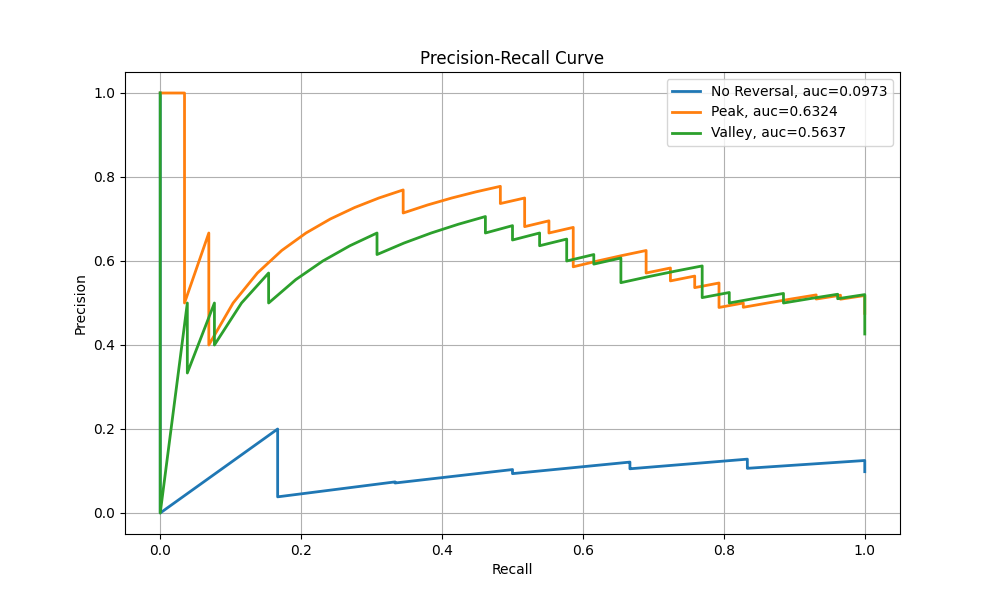 Precision-Recall Curve
No Reversal, auc=0.0973
Peak, auc=0.6324
Valley, auc=0.5637
Precision
1.0
0.8
0.6
0.4
0.2
0.0
0.0 0.2 0.4 0.6 0.8 1.0
Recall